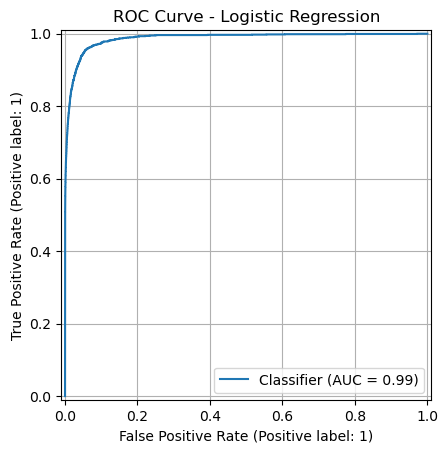 ROC Curve - Logistic Regression
True Positive Rate (Positive label: 1)
1.0
0.8
0.6
0.4
0.2
0.0
Classifier (AUC = 0.99)
0.0 0.2 0.4 0.6 0.8 1.0
False Positive Rate (Positive label: 1)